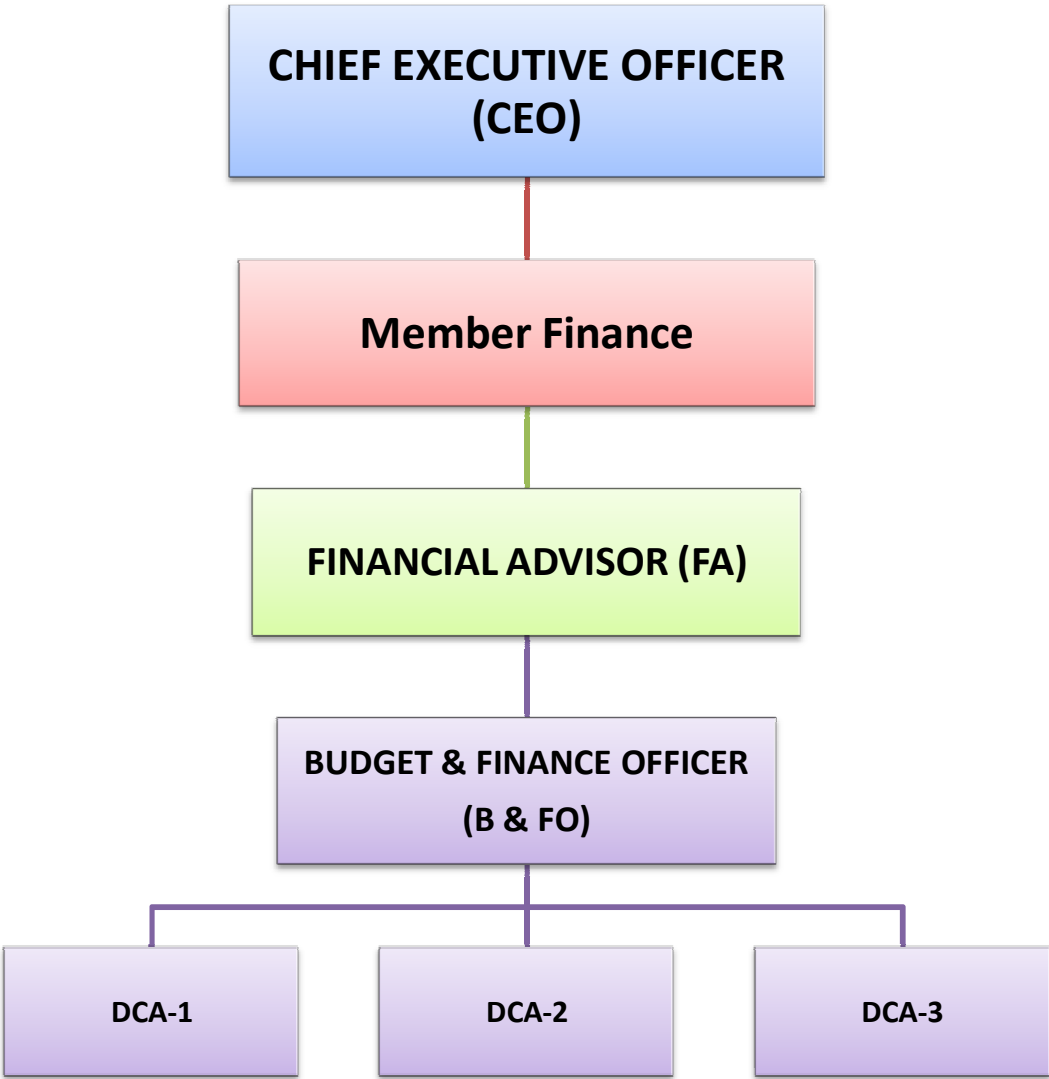 CHIEF EXECUTIVE OFFICER
(CEO)
Member Finance
FINANCIAL ADVISOR (FA)
BUDGET & FINANCE OFFICER
(B & FO)
DCA-1
DCA-2
DCA-3